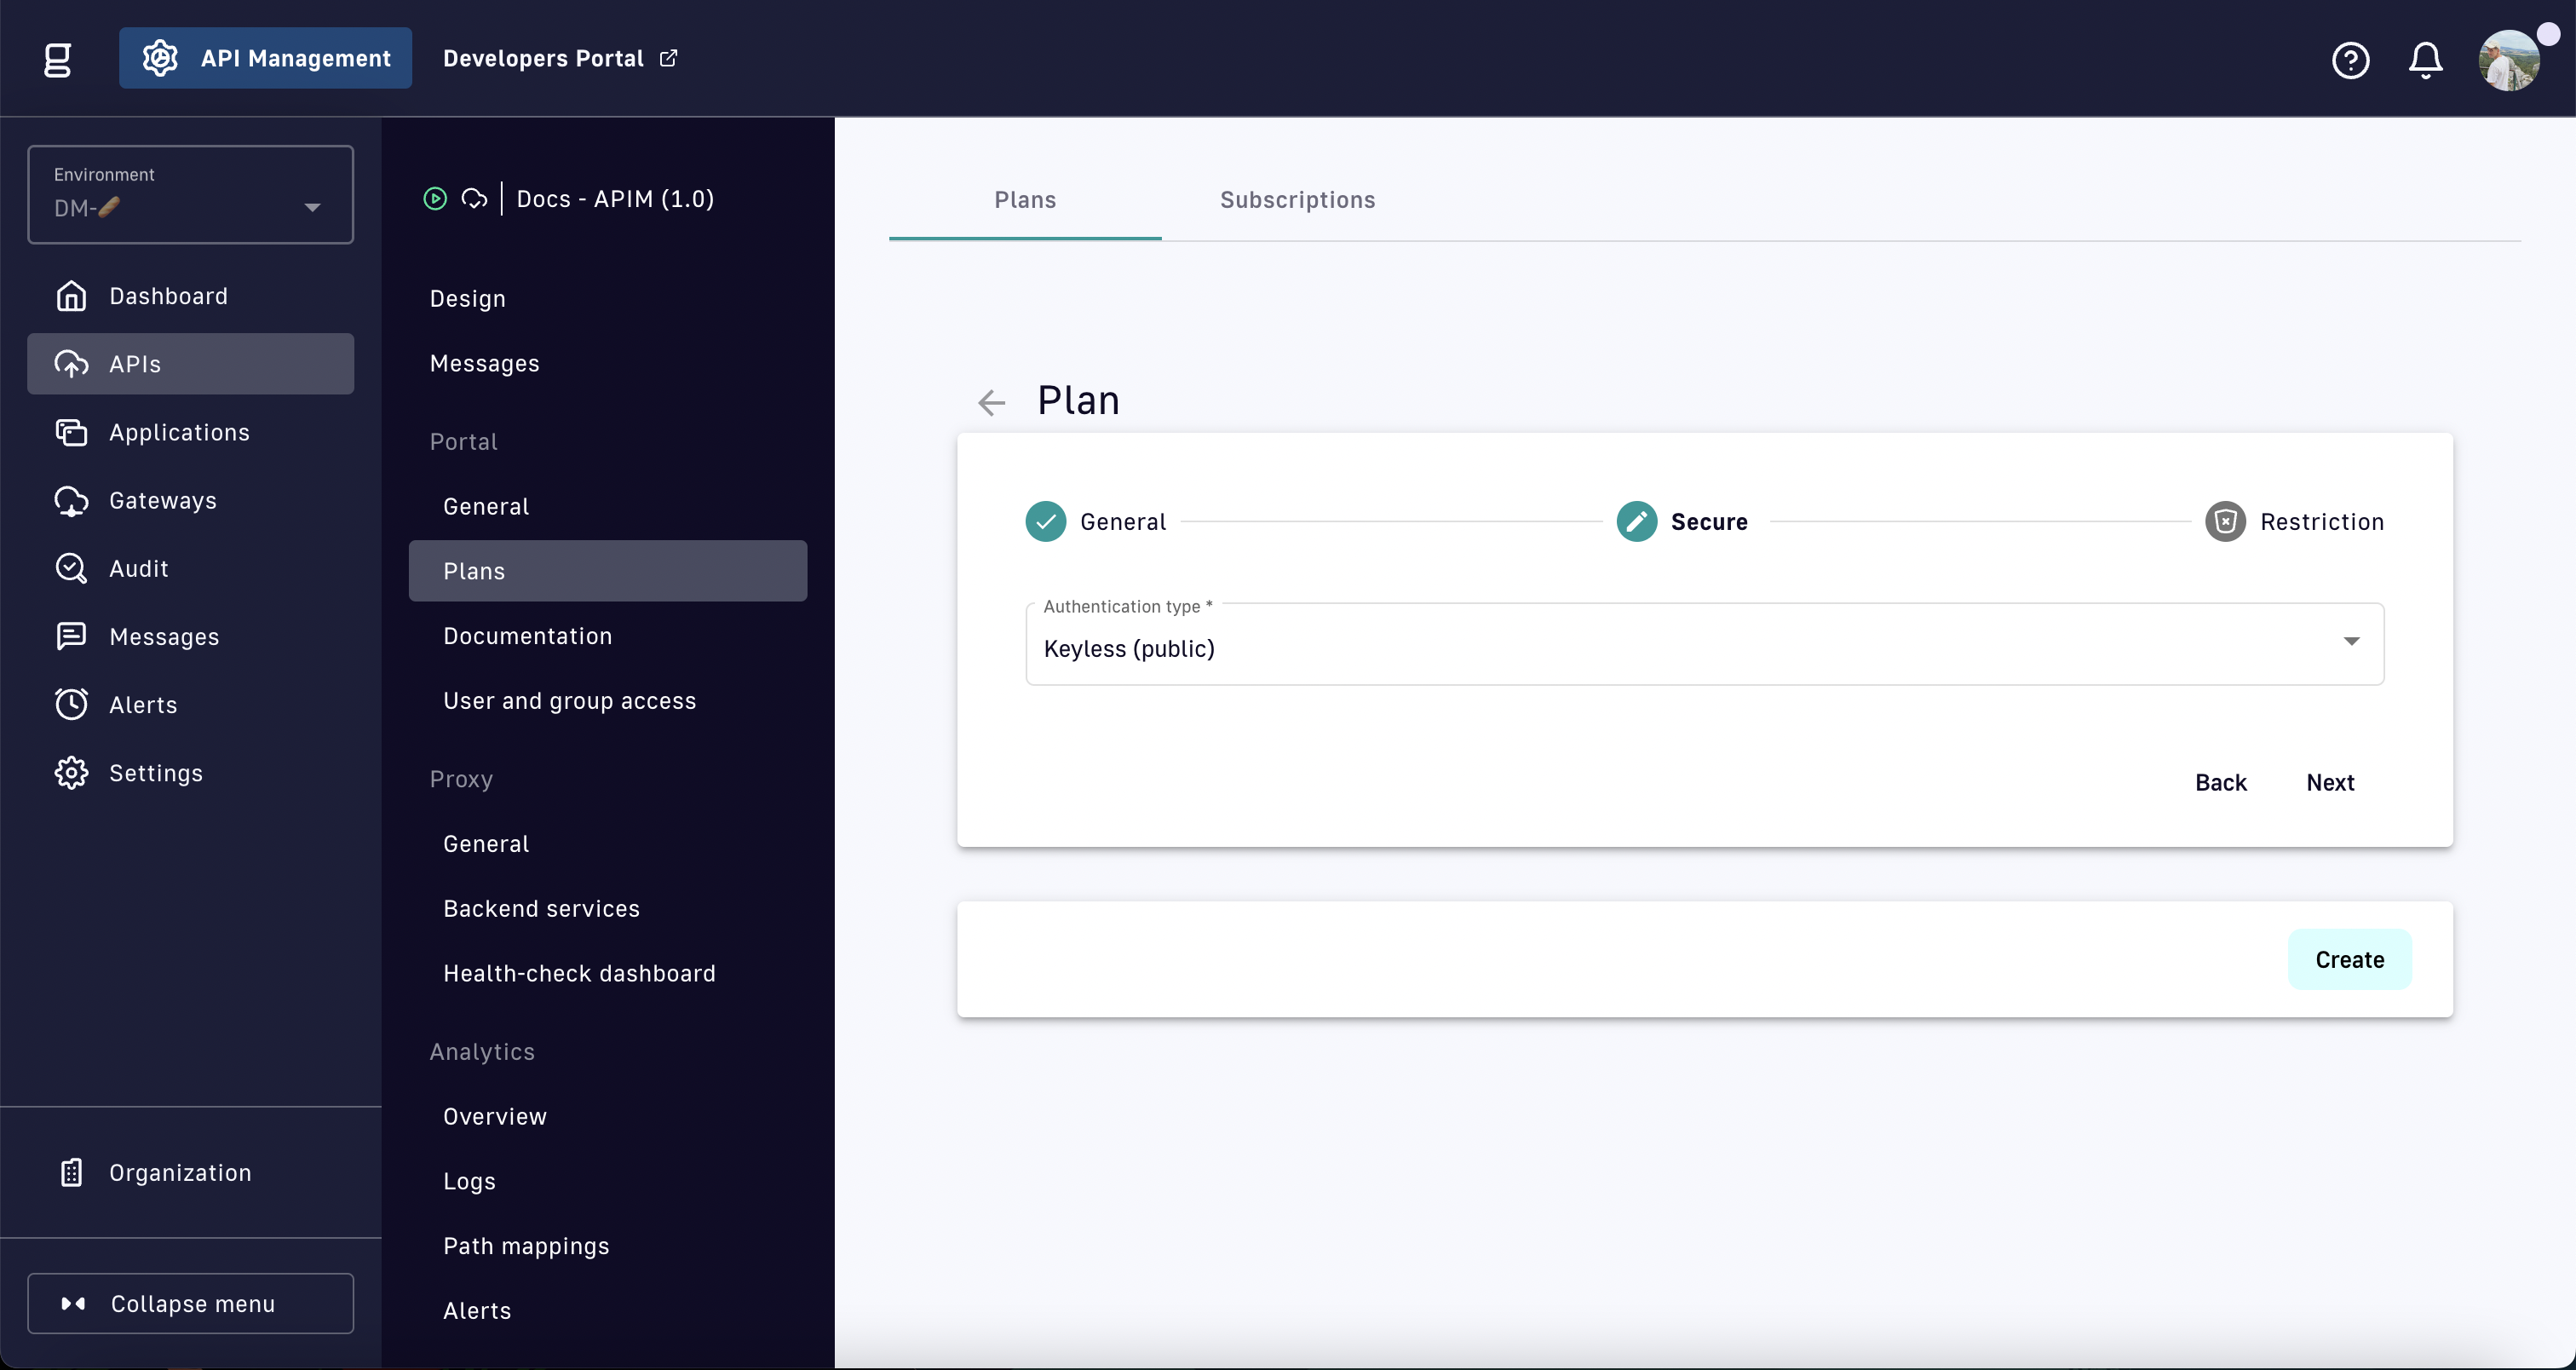 API Management
Developers Portal
Environment
DM-🥖
Dashboard
APIs
Applications
Gateways
Audit
Messages
Alerts
Settings
Organization
Collapse menu
Docs - APIM (1.0)
Design
Messages
Portal
General
Plans
Documentation
User and group access
Proxy
General
Backend services
Health-check dashboard
Analytics
Overview
Logs
Path mappings
Alerts
Plans Subscriptions
Plan
General Secure Restriction
Authentication type *
Keyless (public)
Back Next
Create